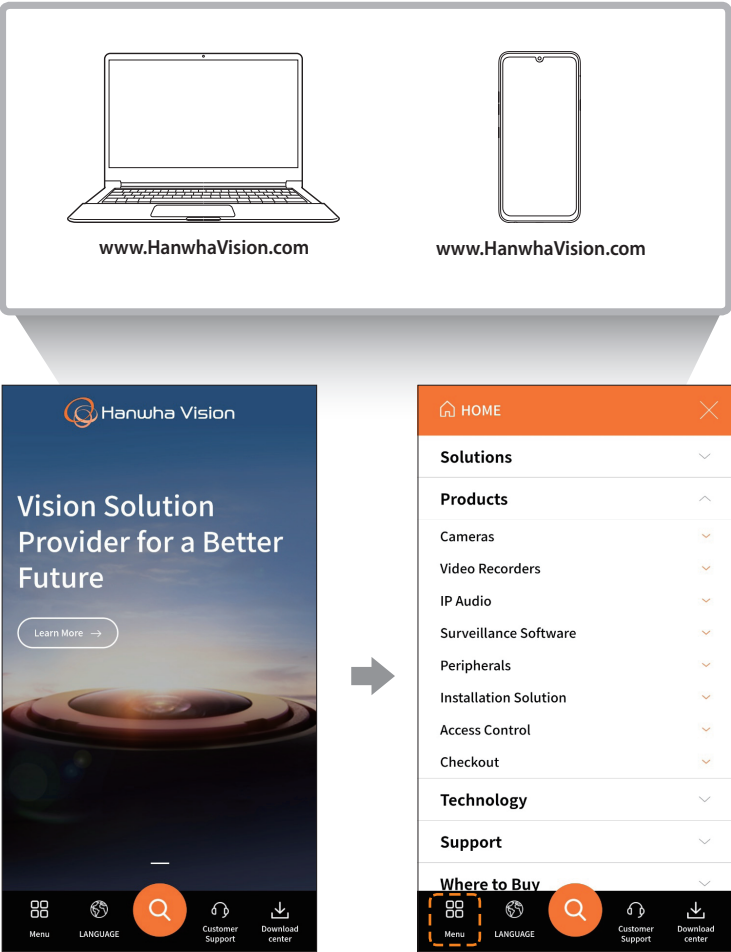 www.HanwhaVision.com
www.HanwhaVision.com
Hanwha Vision
Vision Solution
Provider for a Better
Future
Learn More
Menu
LANGUAGE
Customer
Support
Download
center
HOME
Solutions
Products
Cameras
Video Recorders
IP Audio
Surveillance Software
Peripherals
Installation Solution
Access Control
Checkout
Technology
Support
Where to Buy
Menu
LANGUAGE
Customer
Support
Download
center